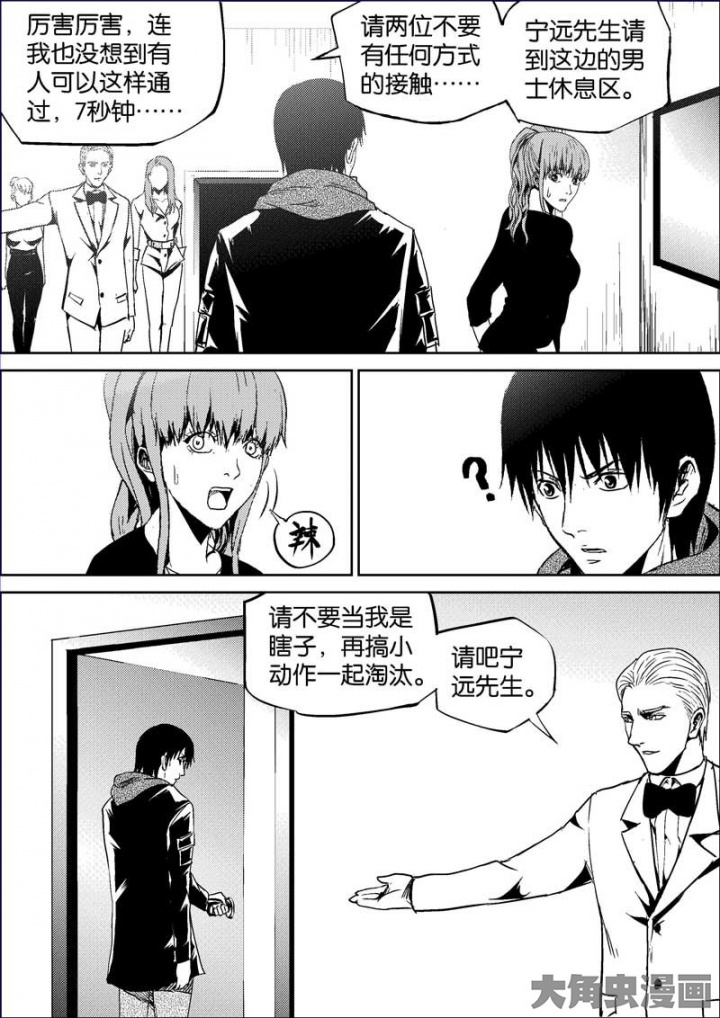 厉害厉害，连
我也没想到有
人可以这样通
过，7秒钟……
请两位不要
有任何方式
的接触……
宁远先生请
到这边的男
士休息区。
辣
?
请不要当我是
瞎子，再搞小
动作一起淘汰。
请吧宁
远先生。
大角虫漫画